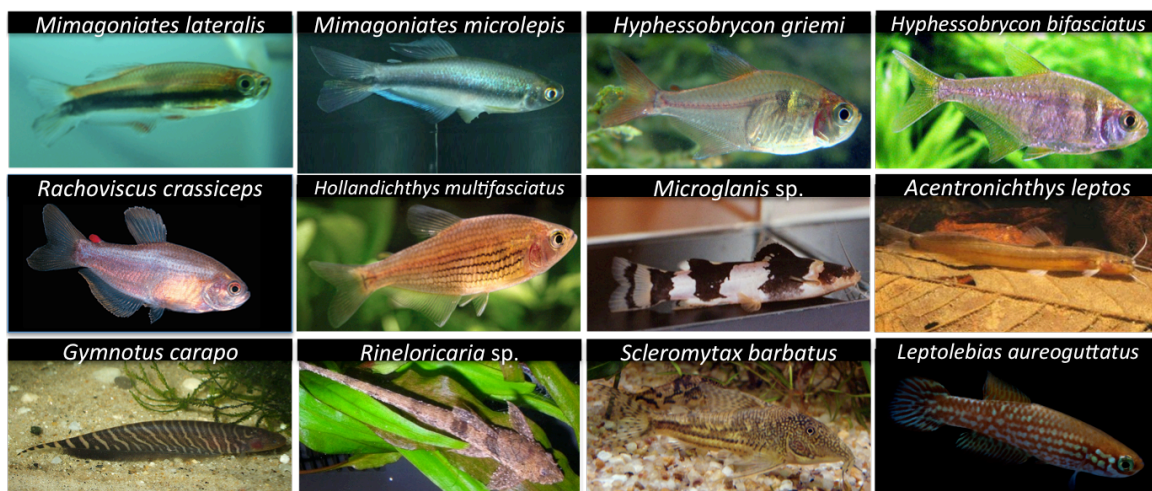 Mimagoniates lateralis
Mimagoniates microlepis
Hyphessobrycon griemi
Hyphessobrycon bifasciatus
Rachoviscus crassiceps
Hollandichthys multifasciatus
Microglanis sp.
Acentronichthys leptos
Gymnotus carapo
Rineloricaria sp.
Scleromytax barbatus
Leptolebias aureoguttatus